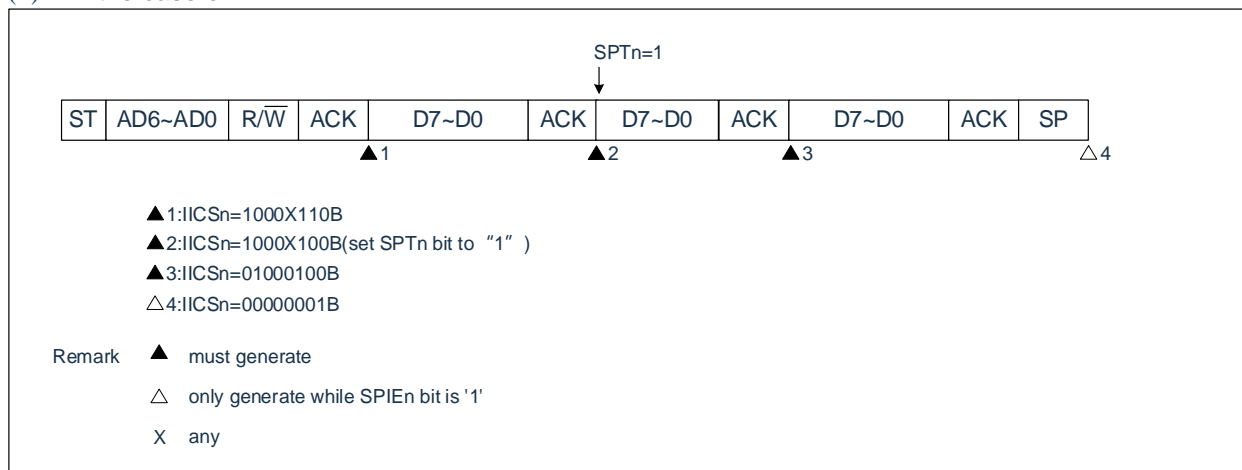 SPTn=1
ST AD6~AD0 R/W̅ ACK D7~D0 ACK D7~D0 ACK D7~D0 ACK SP
▲1 ▲2 ▲3 △4
▲1:IICSn=1000X110B
▲2:IICSn=1000X100B(set SPTn bit to “1” )
▲3:IICSn=01000100B
△4:IICSn=00000001B
Remark ▲ must generate
△ only generate while SPIEn bit is '1'
X any